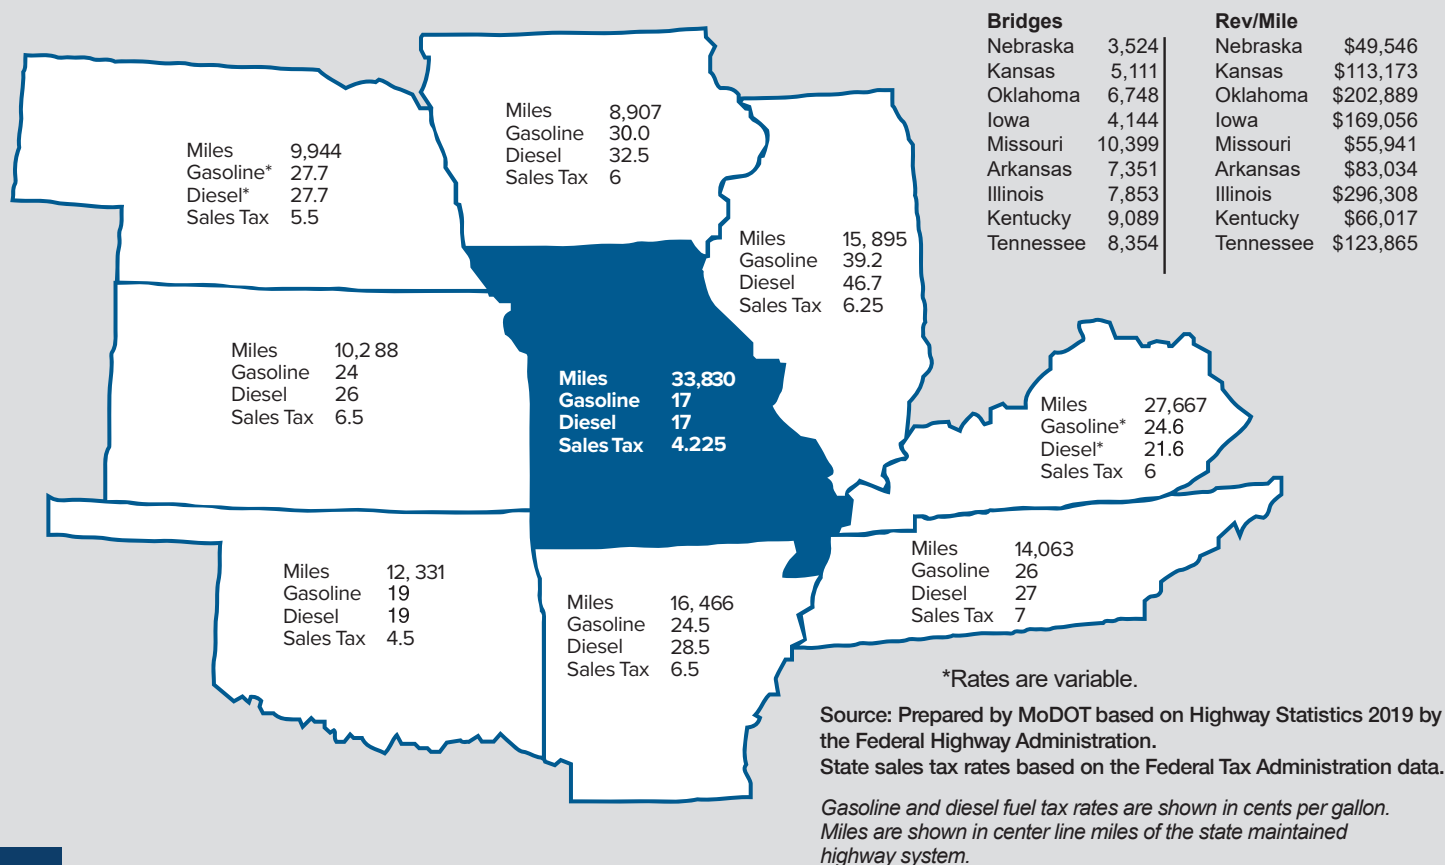 Bridges
Nebraska 3,524
Kansas 5,111
Oklahoma 6,748
Iowa 4,144
Missouri 10,399
Arkansas 7,351
Illinois 7,853
Kentucky 9,089
Tennessee 8,354
Rev/Mile
Nebraska $49,546
Kansas $113,173
Oklahoma $202,889
Iowa $169,056
Missouri $55,941
Arkansas $83,034
Illinois $296,308
Kentucky $66,017
Tennessee $123,865
Miles 9,944
Gasoline* 27.7
Diesel* 27.7
Sales Tax 5.5
Miles 8,907
Gasoline 30.0
Diesel 32.5
Sales Tax 6
Miles 15, 895
Gasoline 39.2
Diesel 46.7
Sales Tax 6.25
Miles 10,2 88
Gasoline 24
Diesel 26
Sales Tax 6.5
Miles 33,830
Gasoline 17
Diesel 17
Sales Tax 4.225
Miles 27,667
Gasoline* 24.6
Diesel* 21.6
Sales Tax 6
Miles 12, 331
Gasoline 19
Diesel 19
Sales Tax 4.5
Miles 16, 466
Gasoline 24.5
Diesel 28.5
Sales Tax 6.5
Miles 14,063
Gasoline 26
Diesel 27
Sales Tax 7
*Rates are variable.
Source: Prepared by MoDOT based on Highway Statistics 2019 by
the Federal Highway Administration.
State sales tax rates based on the Federal Tax Administration data.
Gasoline and diesel fuel tax rates are shown in cents per gallon.
Miles are shown in center line miles of the state maintained
highway system.